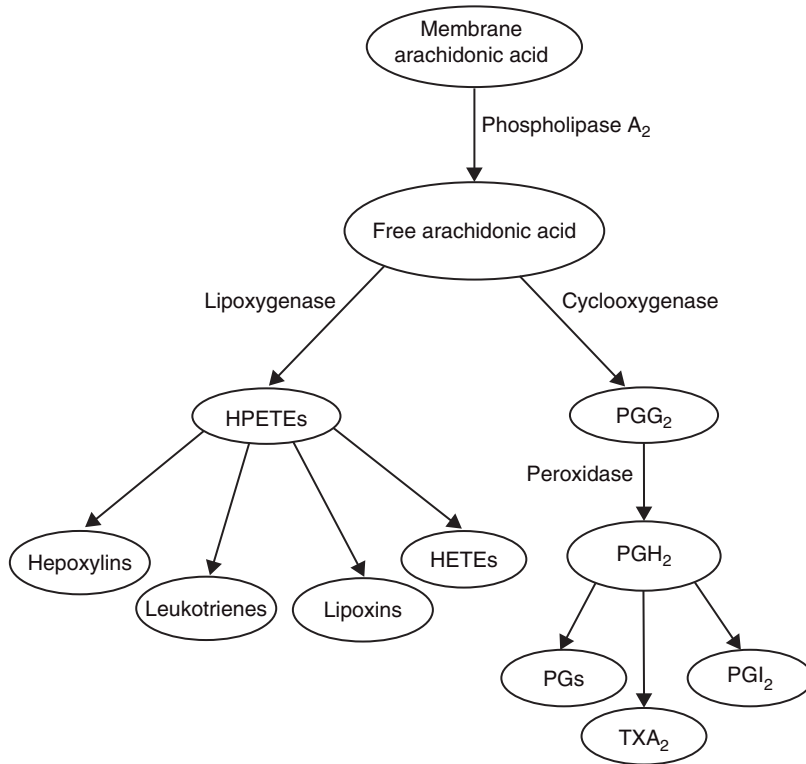 Membrane
arachidonic acid
Phospholipase A₂
Free arachidonic acid
Lipoxygenase
Cyclooxygenase
HPETEs
PGG₂
Peroxidase
Hepoxylins
Leukotrienes
Lipoxins
HETEs
PGH₂
PGs
TXA₂
PGI₂